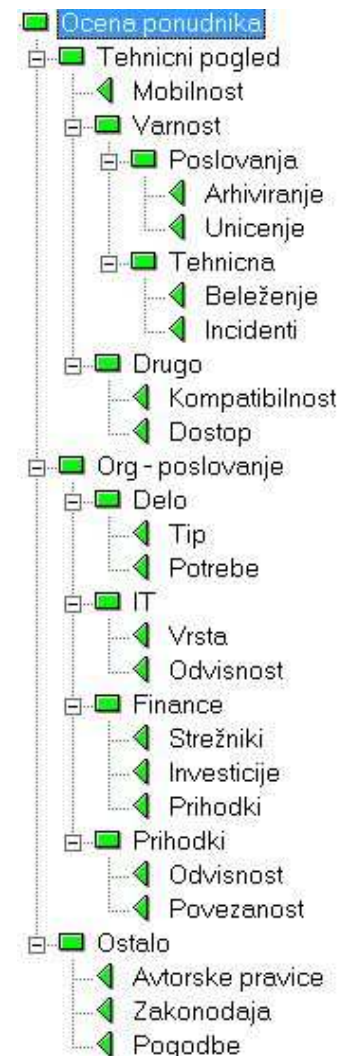 Ocena ponudnika
Tehnicni pogled
Mobilnost
Varnost
Poslovanja
Arhiviranje
Unicenje
Tehnicna
Beleženje
Incidenti
Drugo
Kompatibilnost
Dostop
Org - poslovanje
Delo
Tip
Potrebe
IT
Vrsta
Odvisnost
Finance
Strežniki
Investicije
Prihodki
Prihodki
Odvisnost
Povezanost
Ostalo
Avtorske pravice
Zakonodaja
Pogodbe